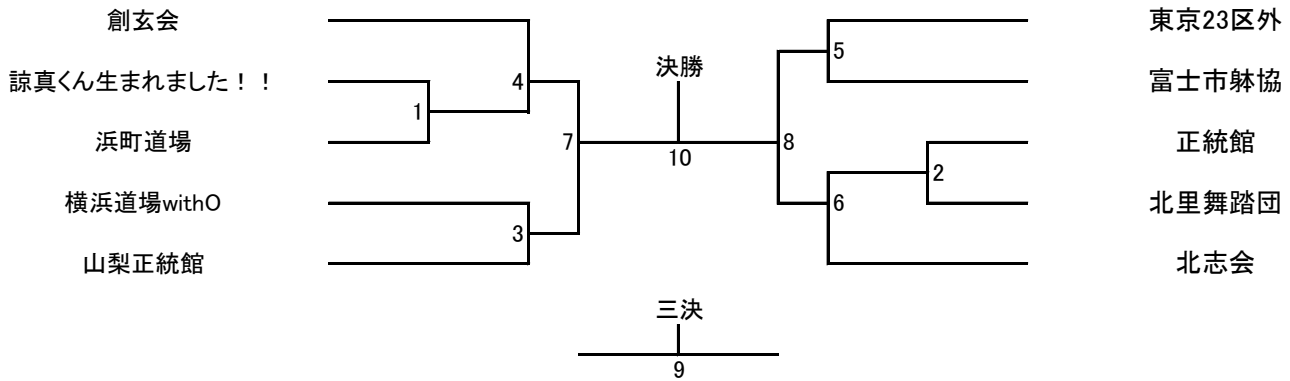 創玄会
諒真くん生まれました！！
浜町道場
横浜道場withO
山梨正統館
1
4
3
7
決勝
10
8
5
2
6
東京23区外
富士市躰協
正統館
北里舞踏団
北志会
三決
9